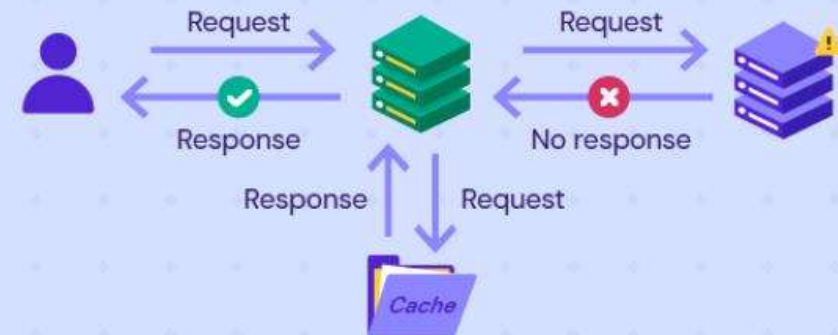 Request
Request
Response
No response
Response
Request
Cache